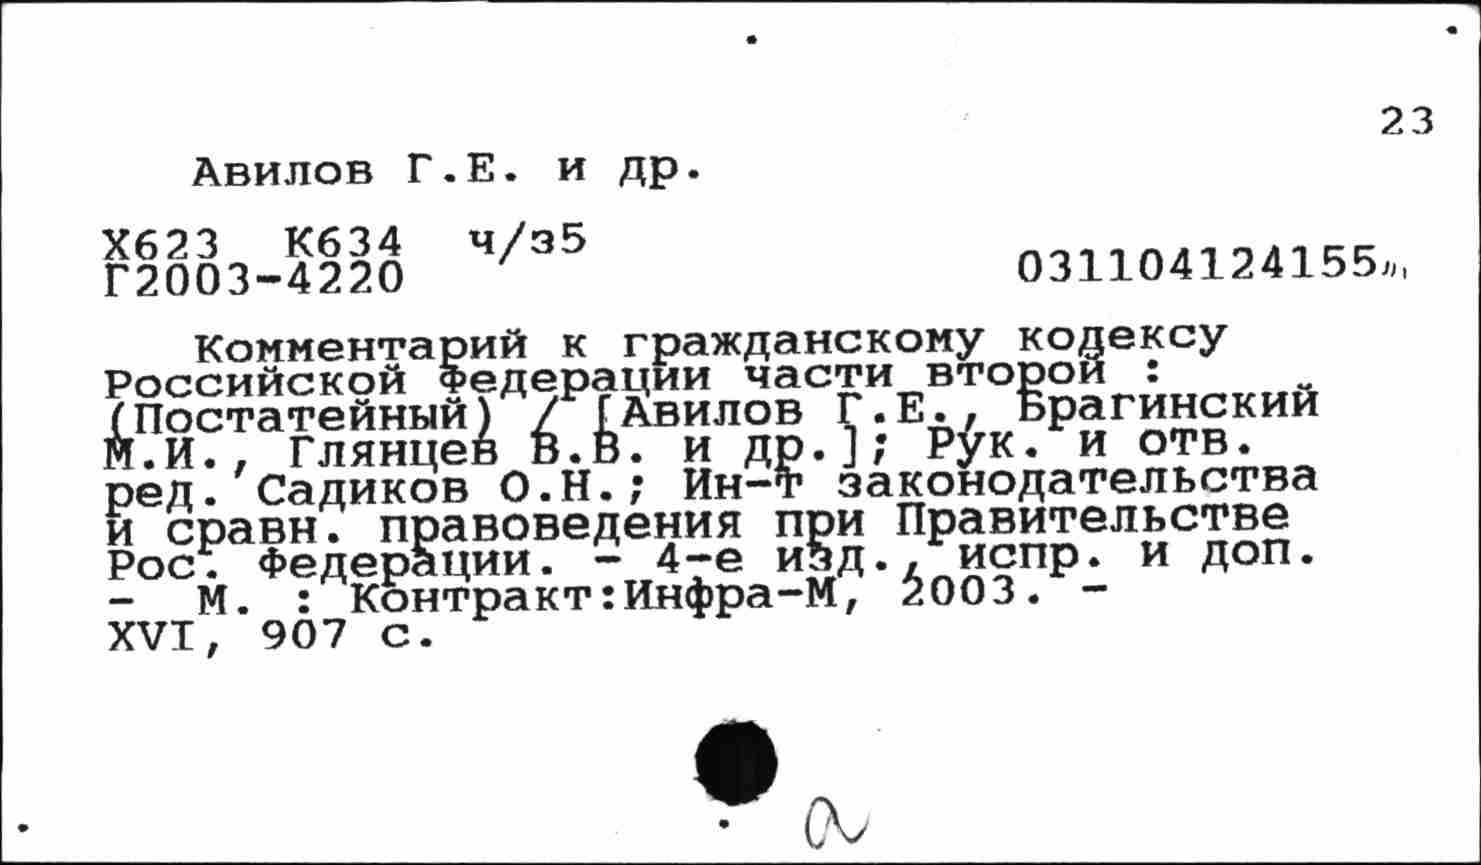 23
Авилов Г.Е. и др.
Х623 К634 ч/з5
Г2003-4220
031104124155
Комментарий к гражданскому кодексу
Российской Федерации части второй :
(Постатейный) / [Авилов Г.Е., Брагинский
М.И., Глянцев В.В. и др.]; Рук. и отв.
ред. Садиков О.Н.; Ин-т законодательства
и сравн. правоведения при Правительстве
Рос. Федерации. - 4-е изд., испр. и доп.
- М. : Контракт:Инфра-М, 2003. -
XVI, 907 с.
а